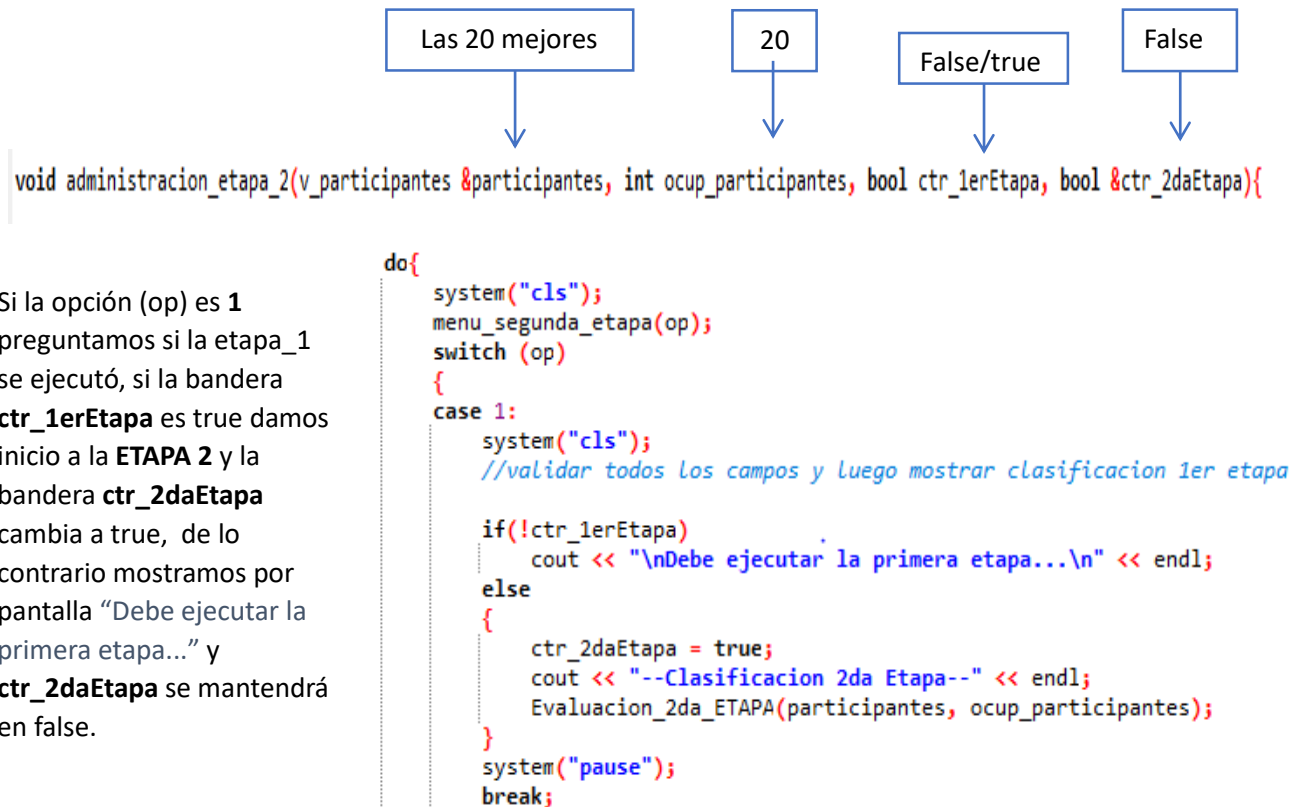 Las 20 mejores
20
False/true
False
void administracion_etapa_2(v_participantes &participantes, int ocup_participantes, bool ctr_1erEtapa, bool &ctr_2daEtapa){
Si la opción (op) es 1
preguntamos si la etapa_1
se ejecutó, si la bandera
ctr_1erEtapa es true damos
inicio a la ETAPA 2 y la
bandera ctr_2daEtapa
cambia a true, de lo
contrario mostramos por
pantalla “Debe ejecutar la
primera etapa...” y
ctr_2daEtapa se mantendrá
en false.
do{
system("cls");
menu_segunda_etapa(op);
switch (op)
{
case 1:
system("cls");
//validar todos los campos y luego mostrar clasificacion 1er etapa
if(!ctr_1erEtapa)
cout << "\nDebe ejecutar la primera etapa...\n" << endl;
else
{
ctr_2daEtapa = true;
cout << "--Clasificacion 2da Etapa--" << endl;
Evaluacion_2da_ETAPA(participantes, ocup_participantes);
}
system("pause");
break;